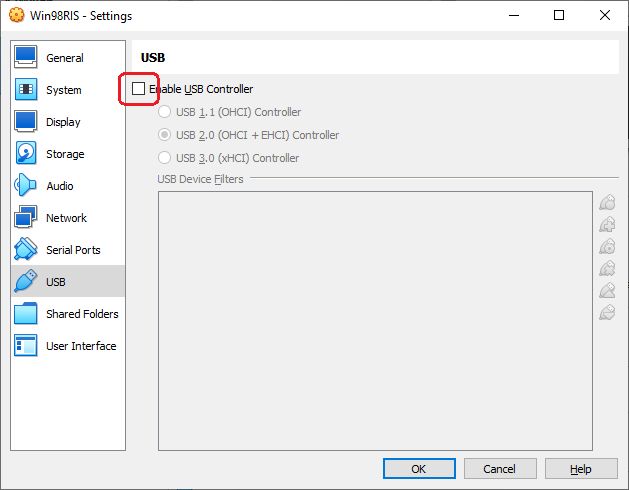 Win98RIS - Settings
General
System
Display
Storage
Audio
Network
Serial Ports
USB
Shared Folders
User Interface
USB
Enable USB Controller
USB 1.1 (OHCI) Controller
USB 2.0 (OHCI + EHCI) Controller
USB 3.0 (xHCI) Controller
USB Device Filters
OK
Cancel
Help